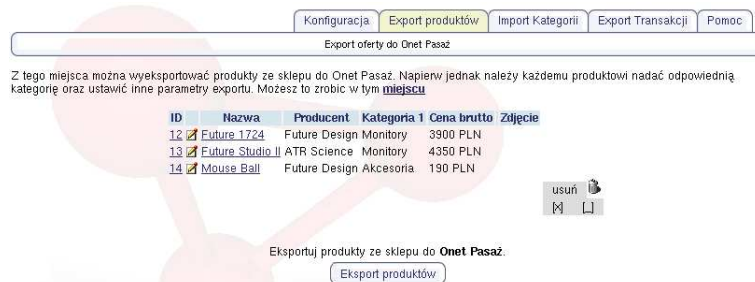 Konfiguracja Export produktów Import Kategorii Export Transakcji Pomoc
Export oferty do Onet Pasaż
Z tego miejsca można wyeksportować produkty ze sklepu do Onet Pasaż. Napierw jednak należy każdemu produktowi nadać odpowiednią
kategorię oraz ustawić inne parametry exportu. Możesz to zrobic w tym miejscu
ID Nazwa Producent Kategoria 1 Cena brutto Zdjęcie
12 Future 1724 Future Design Monitory 3900 PLN
13 Future Studio II ATR Science Monitory 4350 PLN
14 Mouse Ball Future Design Akcesoria 190 PLN
usuń
[x] [_]
Eksportuj produkty ze sklepu do Onet Pasaż.
Eksport produktów